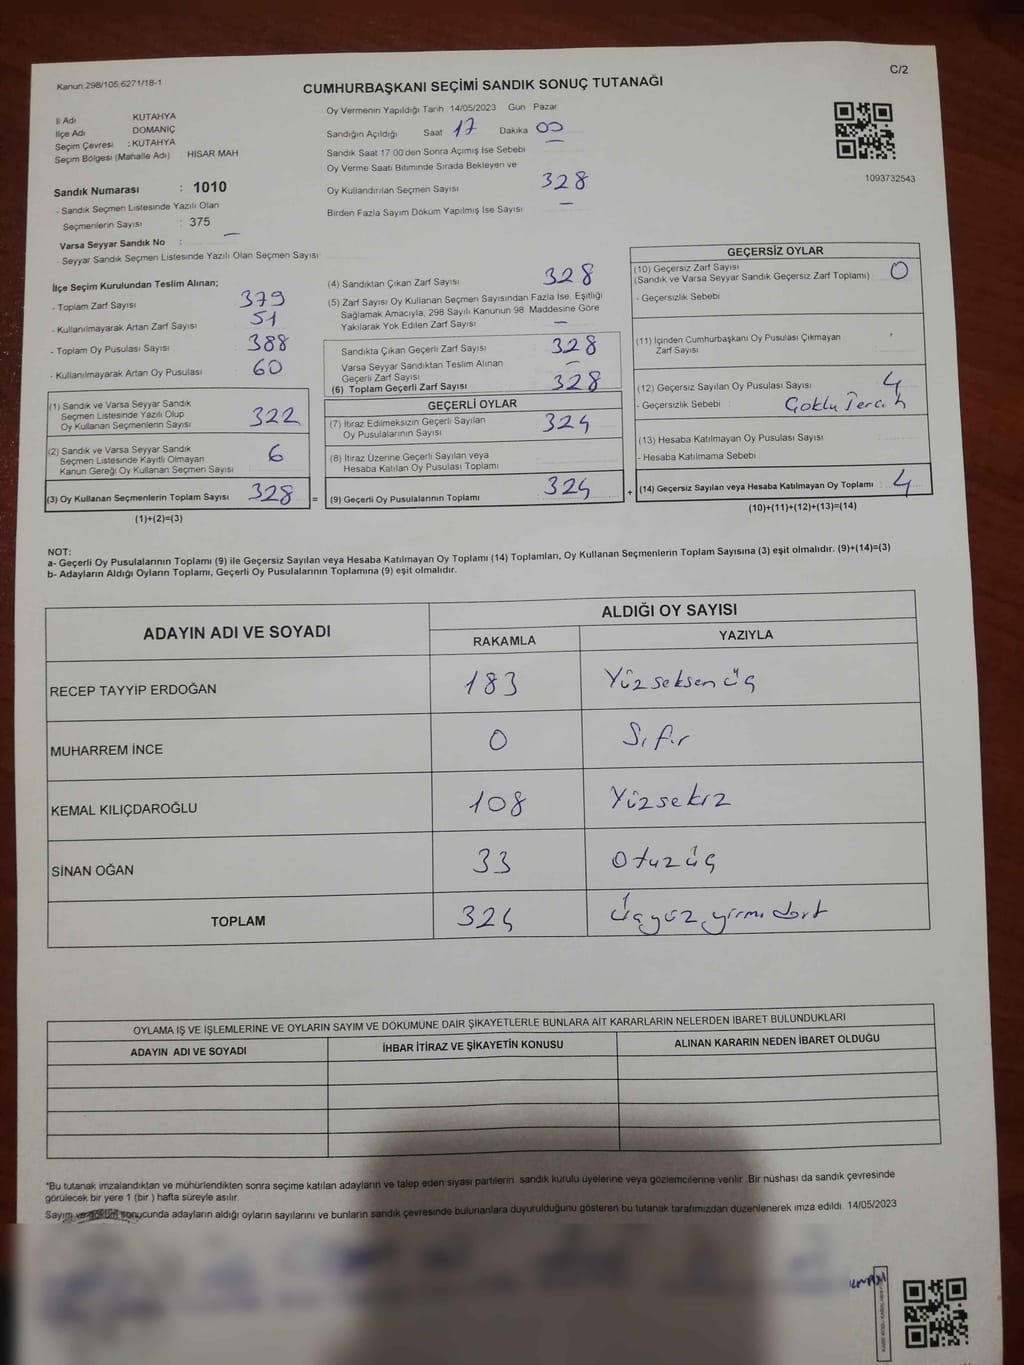 Kanun:298/105,6271/18-1
C/2
CUMHURBAŞKANI SEÇİMİ SANDIK SONUÇ TUTANAĞI
İl Adı KUTAHYA
İlçe Adı DOMANİÇ
Seçim Çevresi : KUTAHYA
Seçim Bölgesi (Mahalle Adı) HİSAR MAH
Sandık Numarası : 1010
- Sandık Seçmen Listesinde Yazılı Olan
Seçmenlerin Sayısı : 375
Varsa Seyyar Sandık No : —
- Seyyar Sandık Seçmen Listesinde Yazılı Olan Seçmen Sayısı
Oy Vermenin Yapıldığı Tarih 14/05/2023 Gün Pazar
Sandığın Açıldığı Saat 17 Dakika 00
Sandık Saat 17 00'den Sonra Açımış İse Sebebi —
Oy Verme Saati Bitiminde Sırada Bekleyen ve
Oy Kullandırılan Seçmen Sayısı 328
Birden Fazla Sayım Döküm Yapılmış İse Sayısı —
1093732543
İlçe Seçim Kurulundan Teslim Alınan;
- Toplam Zarf Sayısı 379
- Kullanılmayarak Artan Zarf Sayısı 51
- Toplam Oy Pusulası Sayısı 388
- Kullanılmayarak Artan Oy Pusulası 60
(1) Sandık ve Varsa Seyyar Sandık
Seçmen Listesinde Yazılı Olup
Oy Kullanan Seçmenlerin Sayısı 322
(2) Sandık ve Varsa Seyyar Sandık
Seçmen Listesinde Kayıtlı Olmayan
Kanun Gereği Oy Kullanan Seçmen Sayısı 6
(3) Oy Kullanan Seçmenlerin Toplam Sayısı 328 =
(1)+(2)=(3)
(4) Sandıktan Çıkan Zarf Sayısı 328
(5) Zarf Sayısı Oy Kullanan Seçmen Sayısından Fazla İse, Eşitliği
Sağlamak Amacıyla, 298 Sayılı Kanunun 98. Maddesine Göre
Yakılarak Yok Edilen Zarf Sayısı —
Sandıkta Çıkan Geçerli Zarf Sayısı 328
Varsa Seyyar Sandıktan Teslim Alınan
Geçerli Zarf Sayısı —
(6) Toplam Geçerli Zarf Sayısı 328
GEÇERLİ OYLAR
(7) İtiraz Edilmeksizin Geçerli Sayılan
Oy Pusulalarının Sayısı 324
(8) İtiraz Üzerine Geçerli Sayılan veya
Hesaba Katılan Oy Pusulası Toplamı
(9) Geçerli Oy Pusulalarının Toplamı 324 +
GEÇERSİZ OYLAR
(10) Geçersiz Zarf Sayısı
(Sandık ve Varsa Seyyar Sandık Geçersiz Zarf Toplamı) 0
- Geçersizlik Sebebi
(11) İçinden Cumhurbaşkanı Oy Pusulası Çıkmayan
Zarf Sayısı
(12) Geçersiz Sayılan Oy Pusulası Sayısı 4
- Geçersizlik Sebebi : Çoklu Tercih
(13) Hesaba Katılmayan Oy Pusulası Sayısı
- Hesaba Katılmama Sebebi
(14) Geçersiz Sayılan veya Hesaba Katılmayan Oy Toplamı 4
(10)+(11)+(12)+(13)=(14)
NOT:
a- Geçerli Oy Pusulalarının Toplamı (9) ile Geçersiz Sayılan veya Hesaba Katılmayan Oy Toplamı (14) Toplamları, Oy Kullanan Seçmenlerin Toplam Sayısına (3) eşit olmalıdır. (9)+(14)=(3)
b- Adayların Aldığı Oyların Toplamı, Geçerli Oy Pusulalarının Toplamına (9) eşit olmalıdır.
ADAYIN ADI VE SOYADI
ALDIĞI OY SAYISI
RAKAMLA YAZIYLA
RECEP TAYYİP ERDOĞAN 183 Yüzseksenüç
MUHARREM İNCE 0 Sıfır
KEMAL KILIÇDAROĞLU 108 Yüzsekiz
SİNAN OĞAN 33 Otuzüç
TOPLAM 324 Üçyüz yirmi dört
OYLAMA İŞ VE İŞLEMLERİNE VE OYLARIN SAYIM VE DÖKÜMÜNE DAİR ŞİKAYETLERLE BUNLARA AİT KARARLARIN NELERDEN İBARET BULUNDUKLARI
ADAYIN ADI VE SOYADI İHBAR İTİRAZ VE ŞİKAYETİN KONUSU ALINAN KARARIN NEDEN İBARET OLDUĞU
*Bu tutanak imzalandıktan ve mühürlendikten sonra seçime katılan adayların ve talep eden siyasi partilerin sandık kurulu üyelerine veya gözlemcilerine verilir. Bir nüshası da sandık çevresinde
görülecek bir yere 1 (bir ) hafta süreyle asılır.
Sayım ve döküm sonucunda adayların aldığı oyların sayılarını ve bunların sandık çevresinde bulunanlara duyurulduğunu gösteren bu tutanak tarafımızdan düzenlenerek imza edildi. 14/05/2023